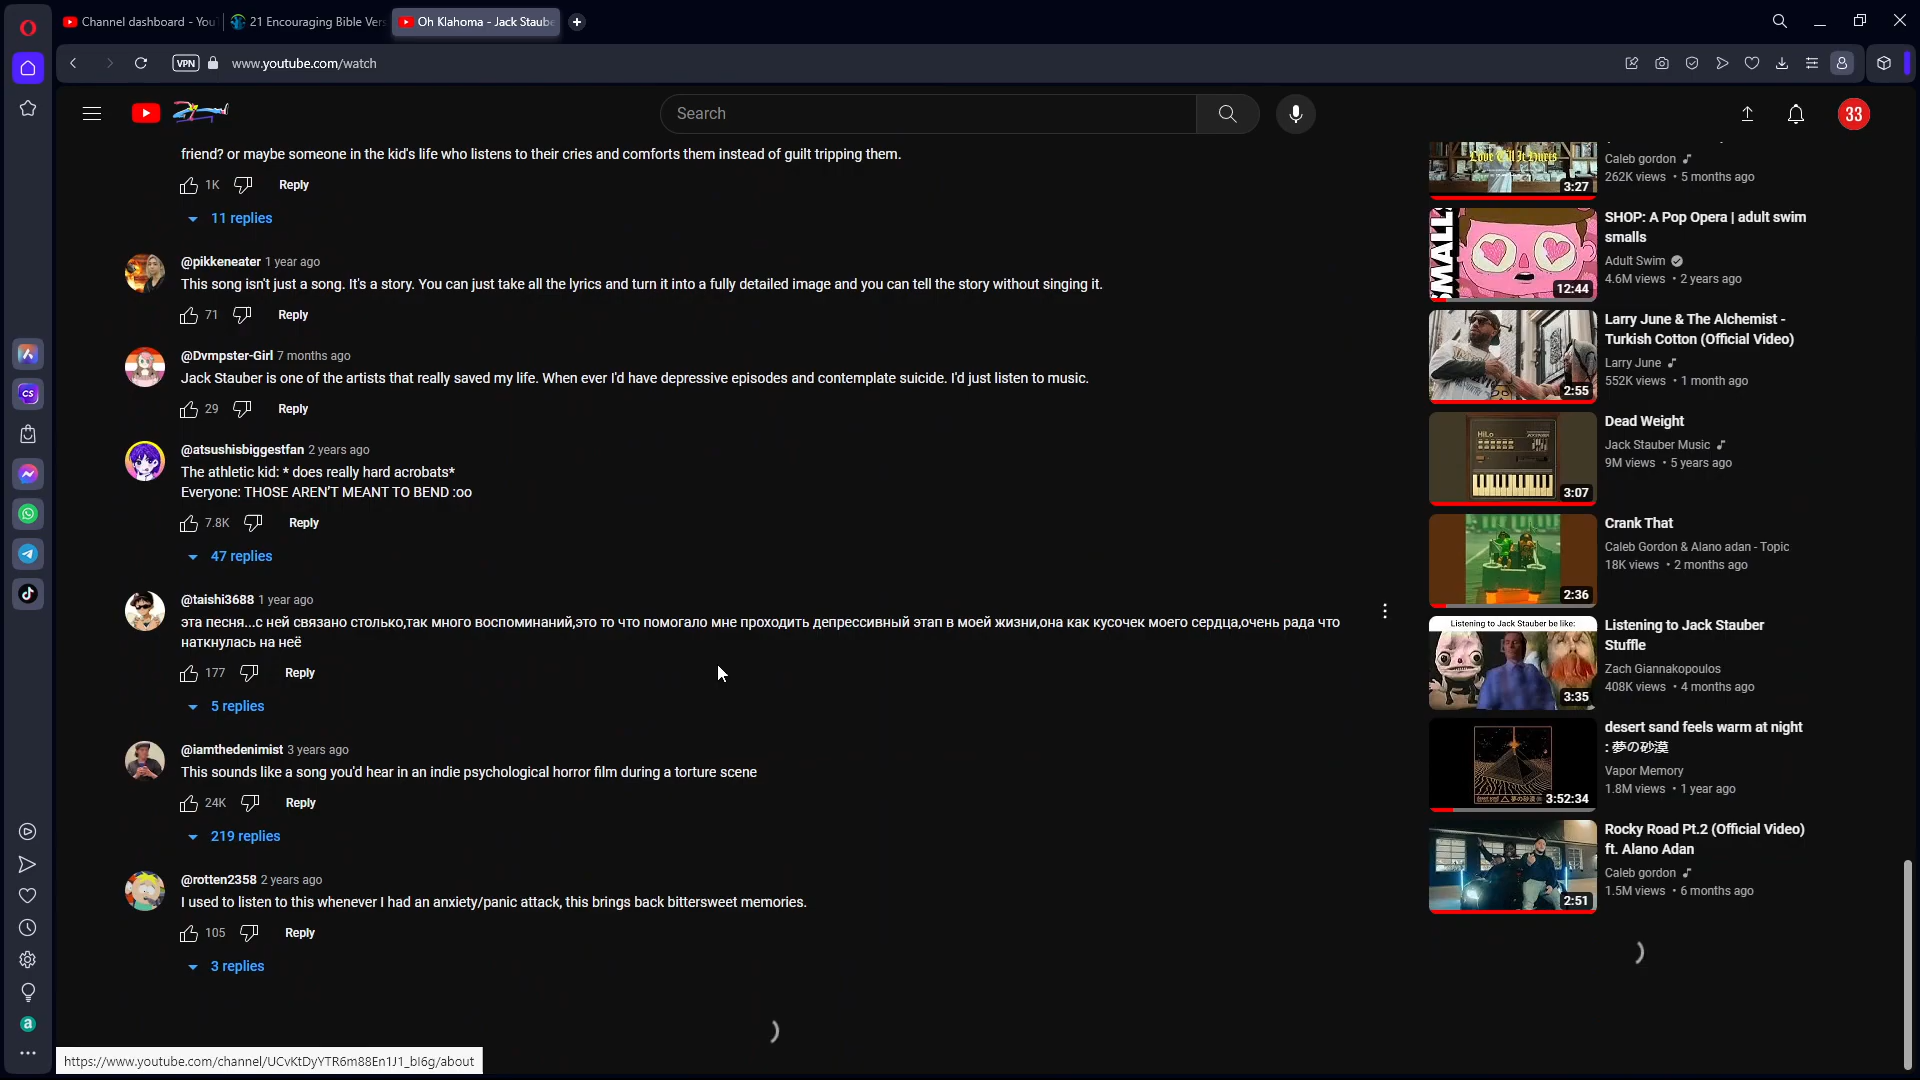 Channel dashboard - You
21 Encouraging Bible Ver
Oh Klahoma - Jack Staube
VPN
www.youtube.com/watch
Search
33
friend? or maybe someone in the kid's life who listens to their cries and comforts them instead of guilt tripping them.
1K
Reply
11 replies
@pikkeneater 1 year ago
This song isn't just a song. It's a story. You can just take all the lyrics and turn it into a fully detailed image and you can tell the story without singing it.
71
Reply
@Dvmpster-Girl 7 months ago
Jack Stauber is one of the artists that really saved my life. When ever I'd have depressive episodes and contemplate suicide. I'd just listen to music.
29
Reply
@atsushisbiggestfan 2 years ago
The athletic kid: * does really hard acrobats*
Everyone: THOSE AREN'T MEANT TO BEND :oo
7.8K
Reply
47 replies
@taishi3688 1 year ago
эта песня...с ней связано столько,так много воспоминаний,это то что помогало мне проходить депрессивный этап в моей жизни,она как кусочек моего сердца,очень рада что
наткнулась на неё
177
Reply
5 replies
@iamthedenimist 3 years ago
This sounds like a song you'd hear in an indie psychological horror film during a torture scene
24K
Reply
219 replies
@rotten2358 2 years ago
I used to listen to this whenever I had an anxiety/panic attack, this brings back bittersweet memories.
105
Reply
3 replies
https://www.youtube.com/channel/UCvKtDyYTR6m88En1J1_bI6g/about
Love Till It Hurts
3:27
Caleb gordon
262K views • 5 months ago
SMALL
12:44
SHOP: A Pop Opera | adult swim
smalls
Adult Swim
4.6M views • 2 years ago
2:55
Larry June & The Alchemist -
Turkish Cotton (Official Video)
Larry June
552K views • 1 month ago
HiLo
3:07
Dead Weight
Jack Stauber Music
9M views • 5 years ago
2:36
Crank That
Caleb Gordon & Alano adan - Topic
18K views • 2 months ago
Listening to Jack Stauber be like:
3:35
Listening to Jack Stauber
Stuffle
Zach Giannakopoulos
408K views • 4 months ago
3:52:34
desert sand feels warm at night
: 夢の砂漠
Vapor Memory
1.8M views • 1 year ago
2:51
Rocky Road Pt.2 (Official Video)
ft. Alano Adan
Caleb gordon
1.5M views • 6 months ago